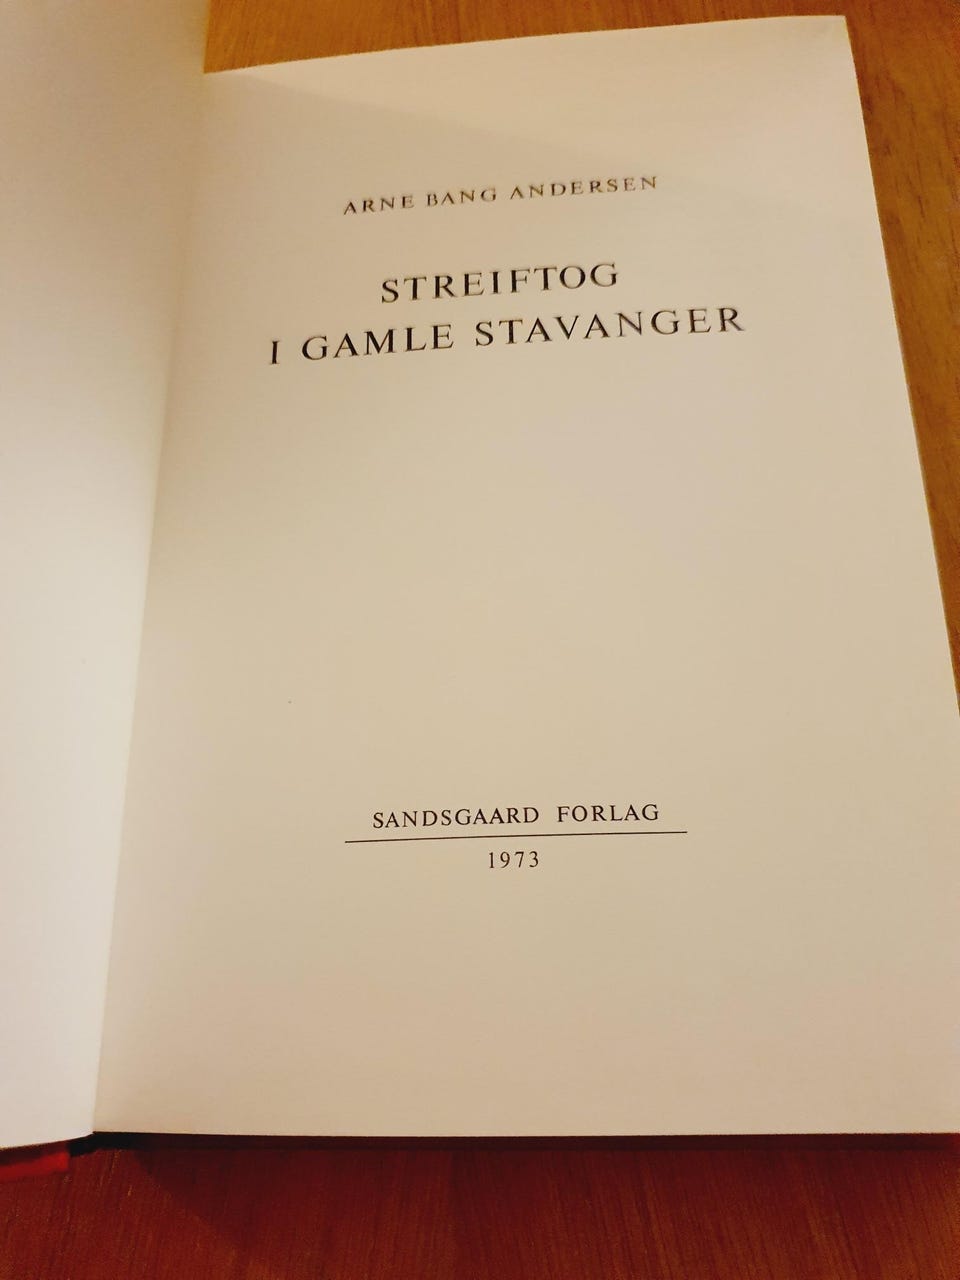 ARNE BANG ANDERSEN
STREIFTOG
I GAMLE STAVANGER
SANDSGAARD FORLAG
1973